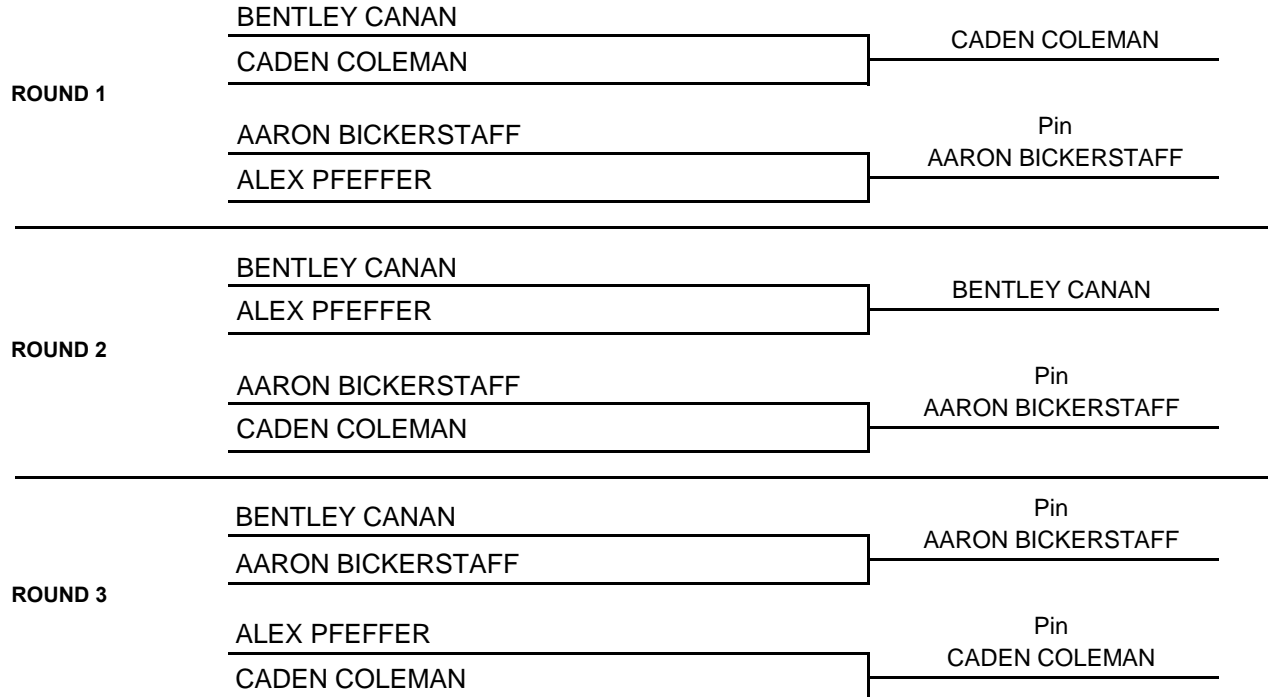 BENTLEY CANAN
CADEN COLEMAN
CADEN COLEMAN
ROUND 1
AARON BICKERSTAFF
Pin
AARON BICKERSTAFF
ALEX PFEFFER
BENTLEY CANAN
BENTLEY CANAN
ALEX PFEFFER
ROUND 2
AARON BICKERSTAFF
Pin
AARON BICKERSTAFF
CADEN COLEMAN
BENTLEY CANAN
Pin
AARON BICKERSTAFF
AARON BICKERSTAFF
ROUND 3
ALEX PFEFFER
Pin
CADEN COLEMAN
CADEN COLEMAN